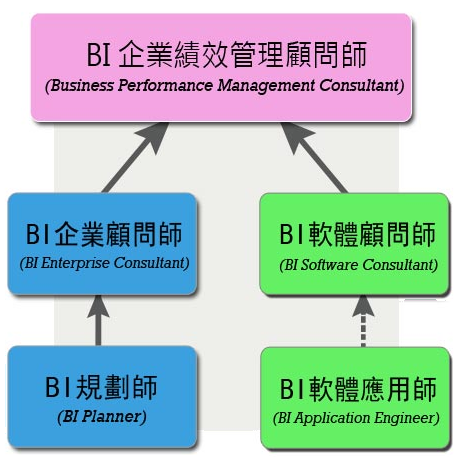 BI 企業績效管理顧問師
(Business Performance Management Consultant)
BI企業顧問師
(BI Enterprise Consultant)
BI軟體顧問師
(BI Software Consultant)
BI規劃師
(BI Planner)
BI軟體應用師
(BI Application Engineer)